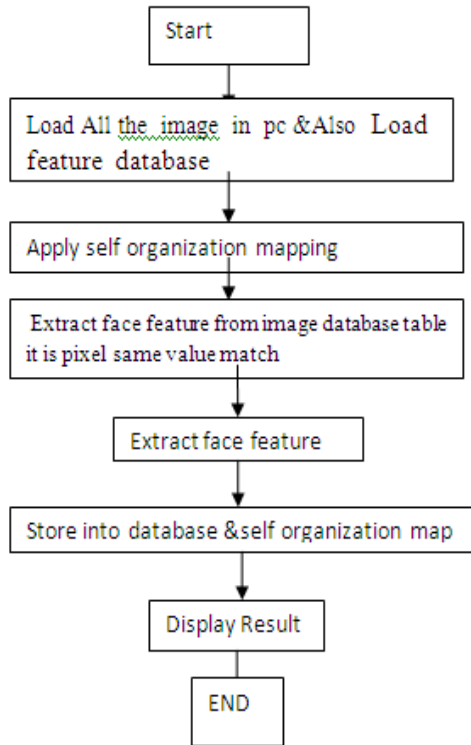 Start
Load All the image in pc &Also Load
feature database
Apply self organization mapping
Extract face feature from image database table
it is pixel same value match
Extract face feature
Store into database &self organization map
Display Result
END